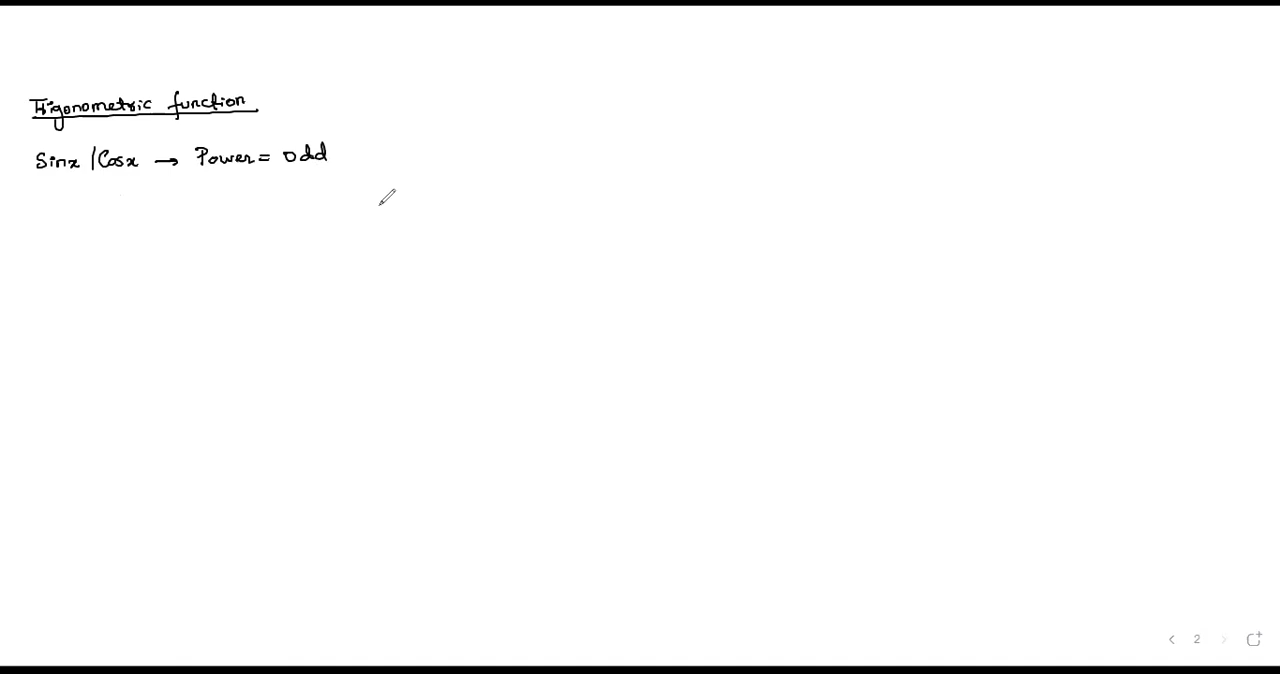 Trigonometric function
Sinx / Cosx → Power = odd
2